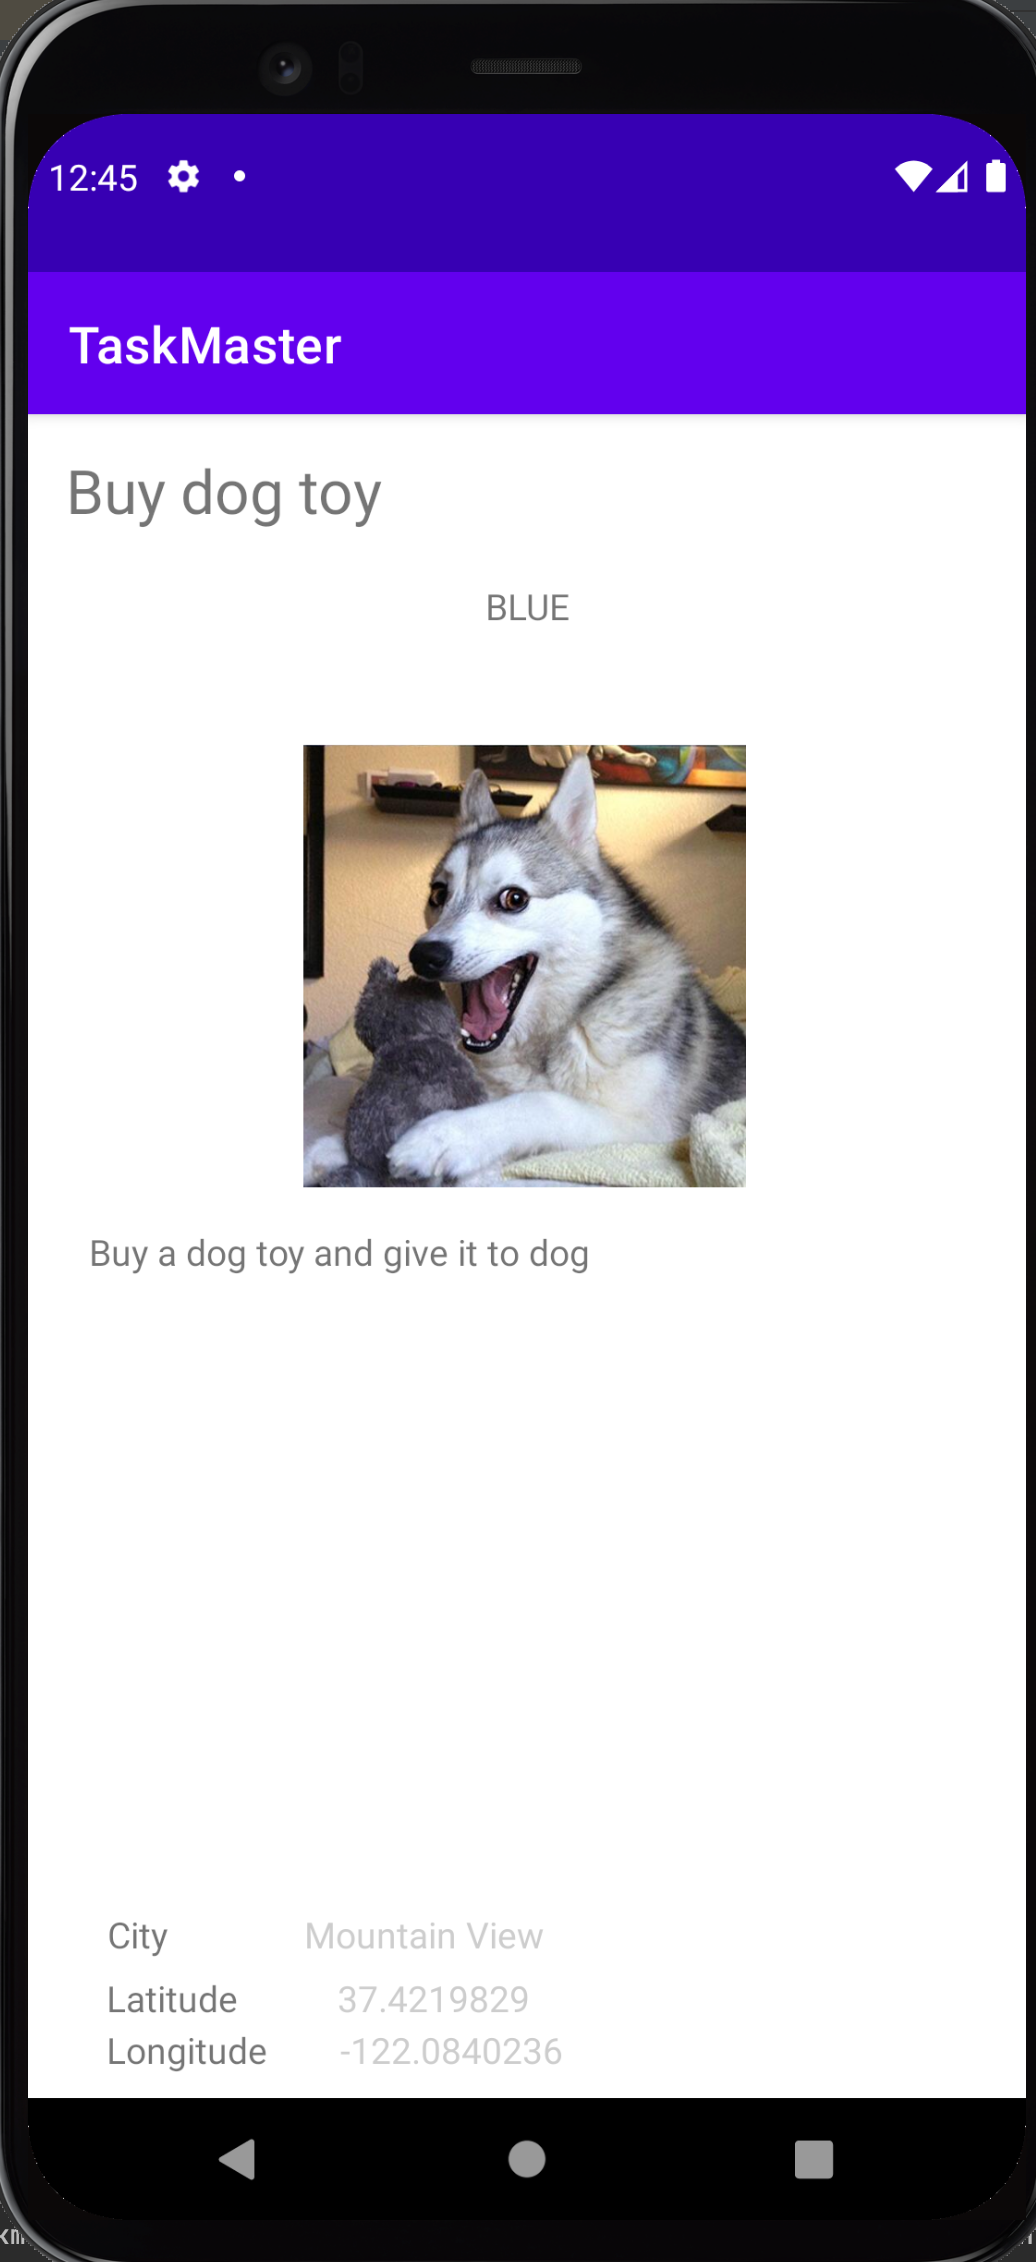 12:45
TaskMaster
Buy dog toy
BLUE
Buy a dog toy and give it to dog
City Mountain View
Latitude 37.4219829
Longitude -122.0840236